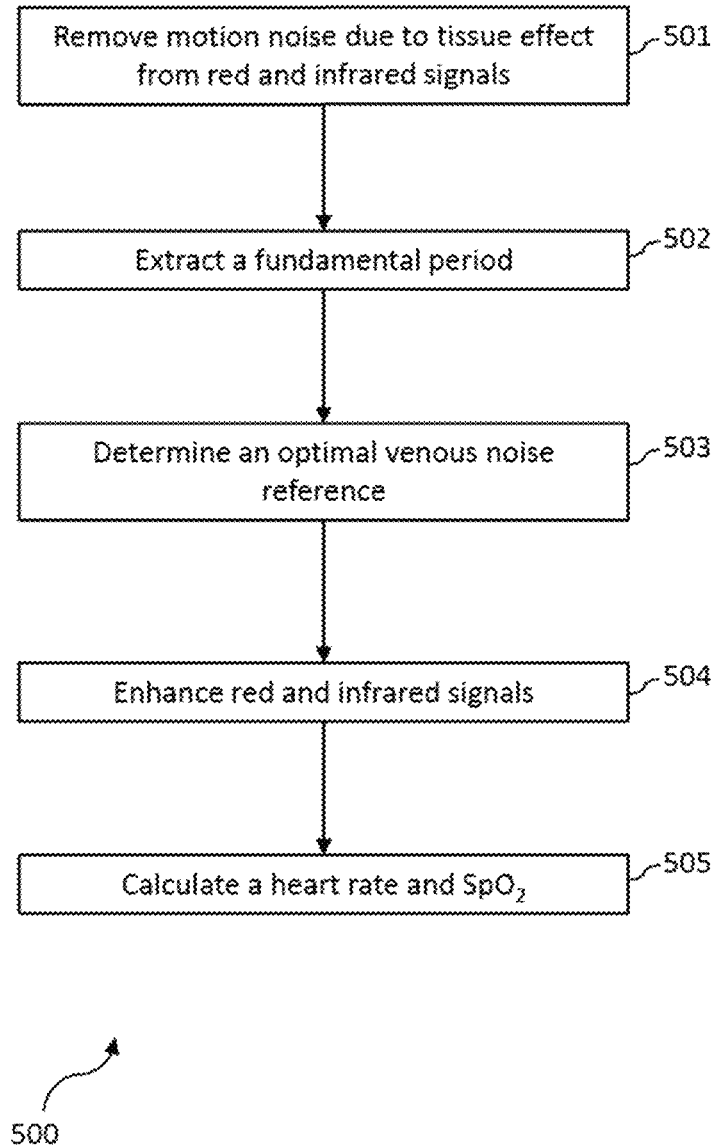 Remove motion noise due to tissue effect
from red and infrared signals
501
Extract a fundamental period
502
Determine an optimal venous noise
reference
503
Enhance red and infrared signals
504
Calculate a heart rate and SpO₂
505
500